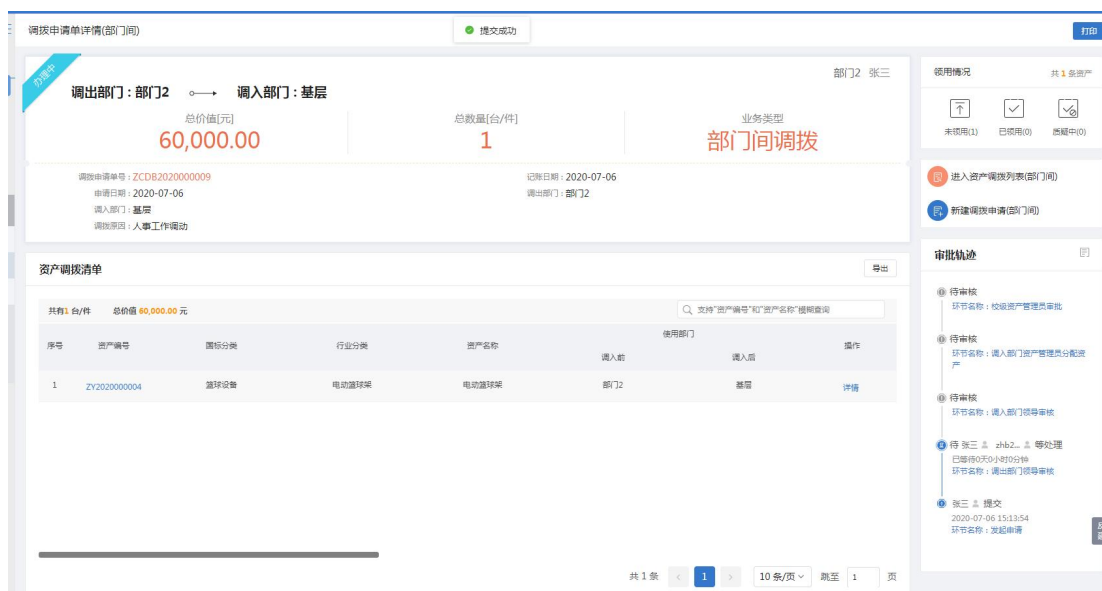 调拨申请单详情(部门间)
提交成功
打印
办理中
部门2 张三
调出部门：部门2 调入部门：基层
总价值[元] 总数量[台/件] 业务类型
60,000.00 1 部门间调拨
调拨申请单号：ZCDB2020000009 记账日期：2020-07-06
申请日期：2020-07-06 调出部门：部门2
调入部门：基层
调拨原因：人事工作调动
资产调拨清单
导出
共有1 台/件 总价值 60,000.00 元
支持"资产编号"和"资产名称"模糊查询
序号 资产编号 国标分类 行业分类 资产名称 使用部门 操作
调入前 调入后
1 ZY2020000004 篮球设备 电动篮球架 电动篮球架 部门2 基层 详情
共 1 条 < 1 > 10 条/页 跳至 1 页
领用情况 共 1 条资产
未领用(1) 已领用(0) 质疑中(0)
进入资产调拨列表(部门间)
新建调拨申请(部门间)
审批轨迹
待审核
环节名称：校级资产管理员审批
待审核
环节名称：调入部门资产管理员分配资
产
待审核
环节名称：调入部门领导审核
待 张三 zhb2... 等处理
已等待0天0小时0分钟
环节名称：调出部门领导审核
张三 提交
2020-07-06 15:13:54
环节名称：发起申请